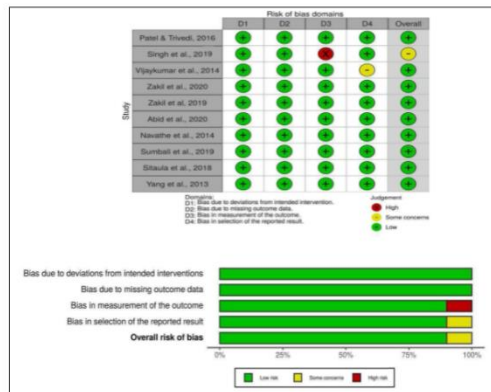 Risk of bias domains
D1 D2 D3 D4 Overall
Patel & Trivedi, 2016
Singh et al., 2019
Vijaykumar et al., 2014
Zakil et al., 2020
Zakil et al, 2019
Abid et al., 2020
Navathe et al., 2014
Sumbali et al., 2019
Sitaula et al., 2018
Yang et al., 2013
Study
Domains:
D1: Bias due to deviations from intended intervention.
D2: Bias due to missing outcome data.
D3: Bias in measurement of the outcome.
D4: Bias in selection of the reported result.
Judgement
High
Some concerns
Low
Bias due to deviations from intended interventions
Bias due to missing outcome data
Bias in measurement of the outcome
Bias in selection of the reported result
Overall risk of bias
0% 25% 50% 75% 100%
Low risk Some concerns High risk